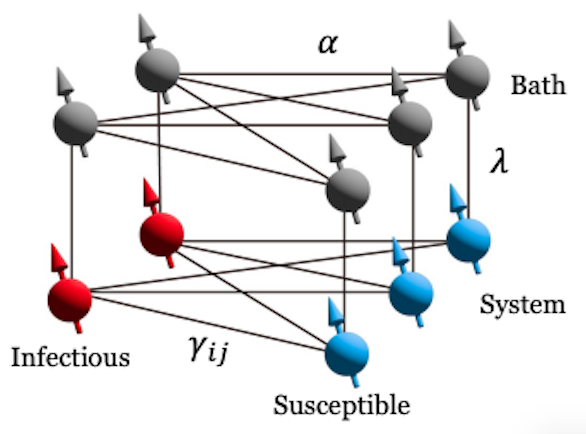 α
Bath
λ
System
Infectious
γij
Susceptible